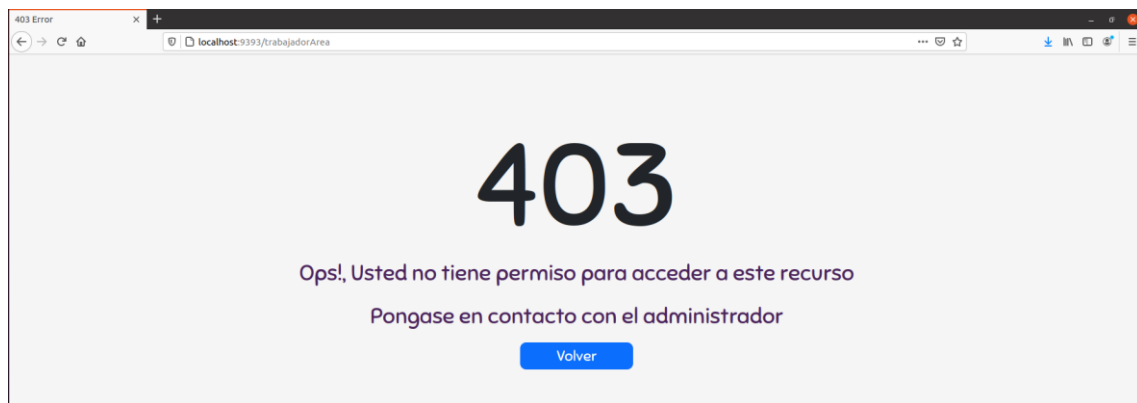 403 Error
localhost:9393/trabajadorArea
403
Ops!, Usted no tiene permiso para acceder a este recurso
Pongase en contacto con el administrador
Volver